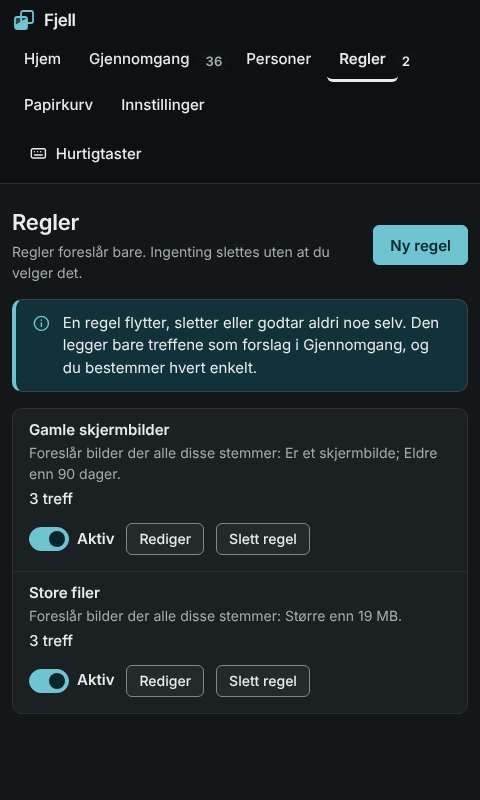 Fjell
Hjem Gjennomgang 36 Personer Regler 2
Papirkurv Innstillinger
Hurtigtaster
Regler
Regler foreslår bare. Ingenting slettes uten at du
velger det.
Ny regel
En regel flytter, sletter eller godtar aldri noe selv. Den
legger bare treffene som forslag i Gjennomgang, og
du bestemmer hvert enkelt.
Gamle skjermbilder
Foreslår bilder der alle disse stemmer: Er et skjermbilde; Eldre
enn 90 dager.
3 treff
Aktiv Rediger Slett regel
Store filer
Foreslår bilder der alle disse stemmer: Større enn 19 MB.
3 treff
Aktiv Rediger Slett regel